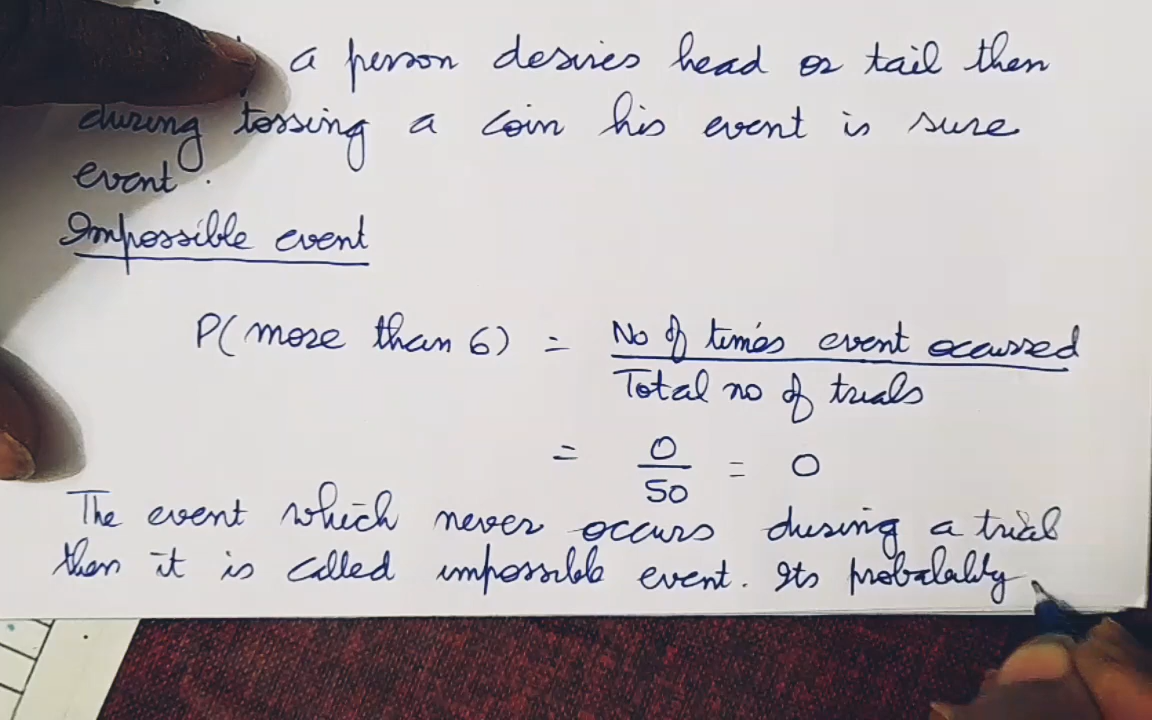 a person desires head or tail then
during tossing a coin his event is sure
event.
Impossible event
P(more than 6) = No of times event ocurred
Total no of trials
= 0/50 = 0
The event which never occurs during a trial
then it is called impossible event. Its probalality